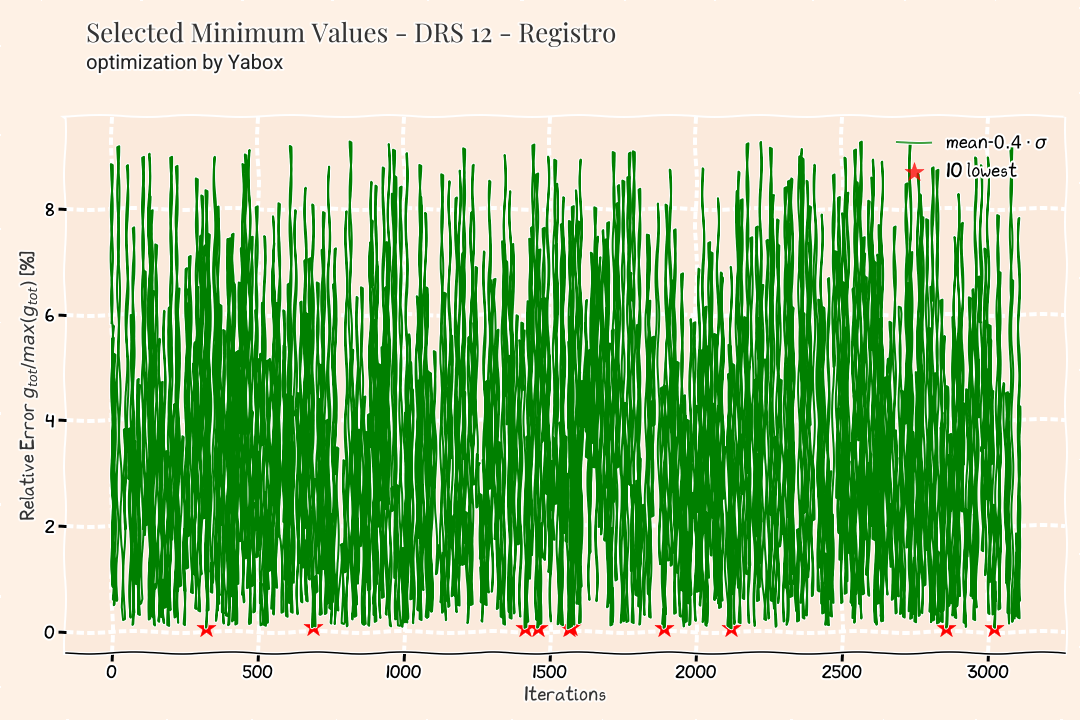 Selected Minimum Values - DRS 12 - Registro
optimization by Yabox
mean-0.4 · σ
10 lowest
Relative Error g_tot/max(g_tot) [%]
8
6
4
2
0
0 500 1000 1500 2000 2500 3000
Iterations